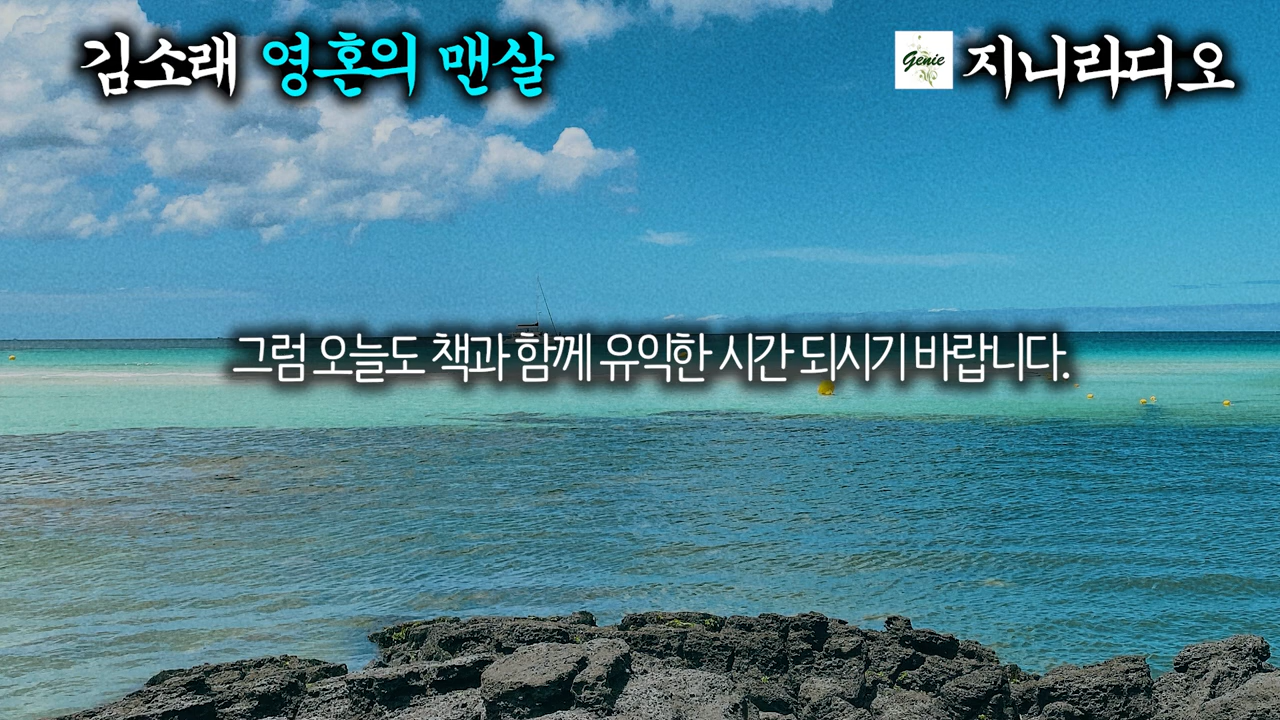 김소래 영혼의 맨살
Genie 지니라디오
그럼 오늘도 책과 함께 유익한 시간 되시기 바랍니다.